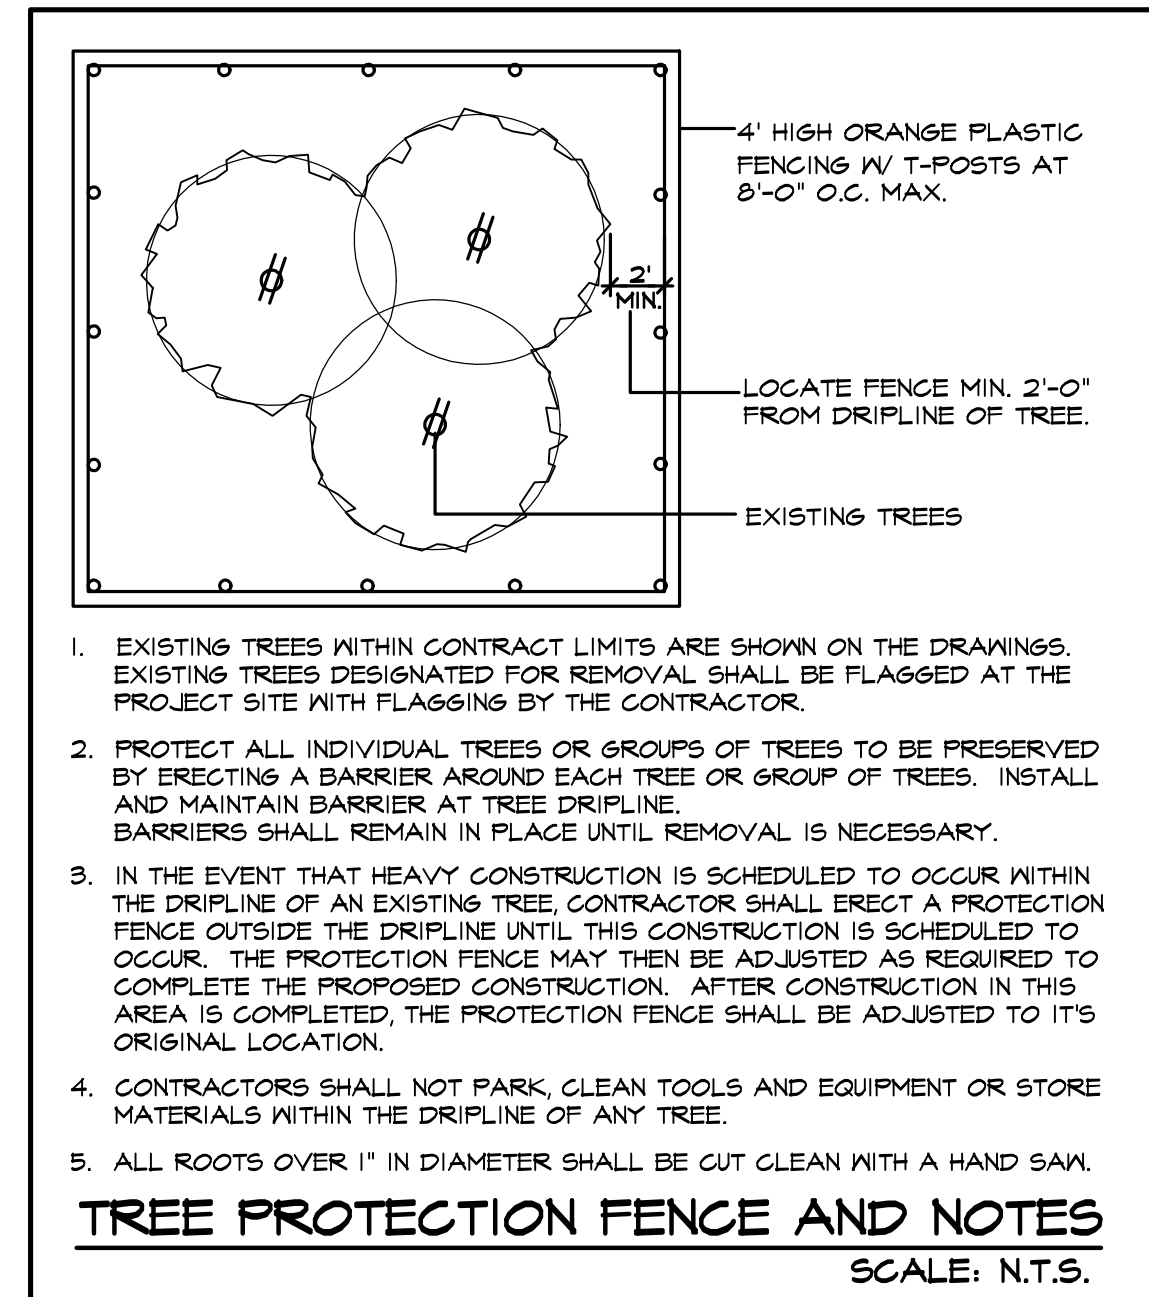 4' HIGH ORANGE PLASTIC
FENCING W/ T-POSTS AT
8'-0" O.C. MAX.
2'
MIN.
LOCATE FENCE MIN. 2'-0"
FROM DRIPLINE OF TREE.
EXISTING TREES
1. EXISTING TREES WITHIN CONTRACT LIMITS ARE SHOWN ON THE DRAWINGS.
EXISTING TREES DESIGNATED FOR REMOVAL SHALL BE FLAGGED AT THE
PROJECT SITE WITH FLAGGING BY THE CONTRACTOR.
2. PROTECT ALL INDIVIDUAL TREES OR GROUPS OF TREES TO BE PRESERVED
BY ERECTING A BARRIER AROUND EACH TREE OR GROUP OF TREES. INSTALL
AND MAINTAIN BARRIER AT TREE DRIPLINE.
BARRIERS SHALL REMAIN IN PLACE UNTIL REMOVAL IS NECESSARY.
3. IN THE EVENT THAT HEAVY CONSTRUCTION IS SCHEDULED TO OCCUR WITHIN
THE DRIPLINE OF AN EXISTING TREE, CONTRACTOR SHALL ERECT A PROTECTION
FENCE OUTSIDE THE DRIPLINE UNTIL THIS CONSTRUCTION IS SCHEDULED TO
OCCUR. THE PROTECTION FENCE MAY THEN BE ADJUSTED AS REQUIRED TO
COMPLETE THE PROPOSED CONSTRUCTION. AFTER CONSTRUCTION IN THIS
AREA IS COMPLETED, THE PROTECTION FENCE SHALL BE ADJUSTED TO IT'S
ORIGINAL LOCATION.
4. CONTRACTORS SHALL NOT PARK, CLEAN TOOLS AND EQUIPMENT OR STORE
MATERIALS WITHIN THE DRIPLINE OF ANY TREE.
5. ALL ROOTS OVER 1" IN DIAMETER SHALL BE CUT CLEAN WITH A HAND SAW.
TREE PROTECTION FENCE AND NOTES
SCALE: N.T.S.